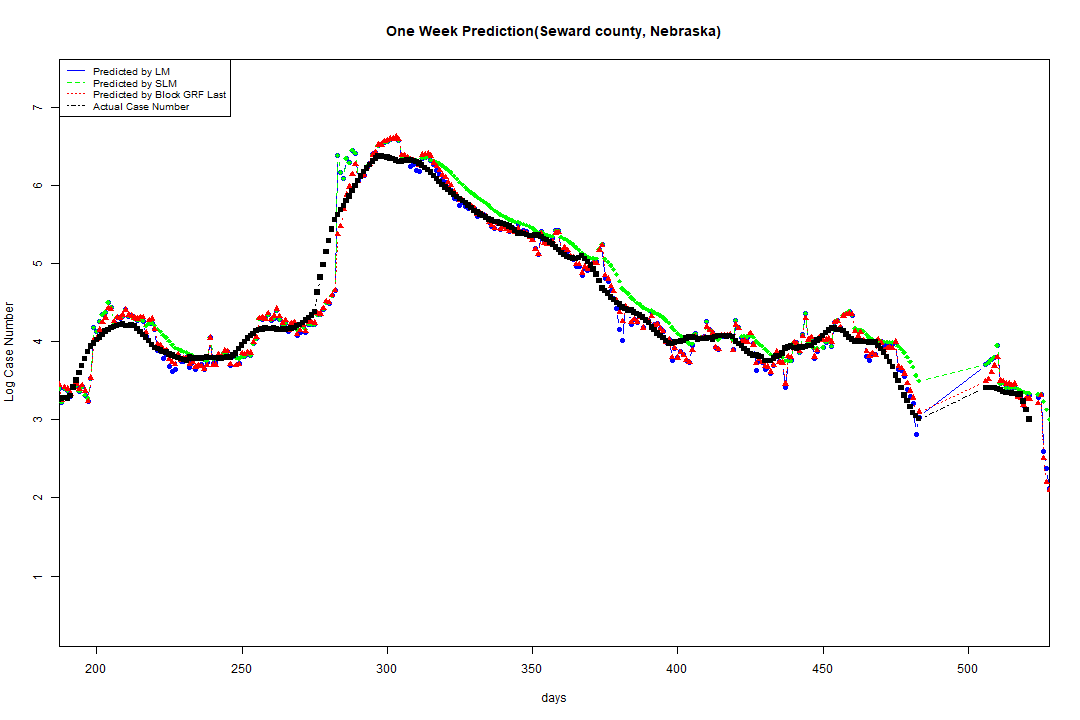 One Week Prediction(Seward county, Nebraska)
Predicted by LM
Predicted by SLM
Predicted by Block GRF Last
Actual Case Number
7
6
5
4
3
2
1
Log Case Number
200 250 300 350 400 450 500
days